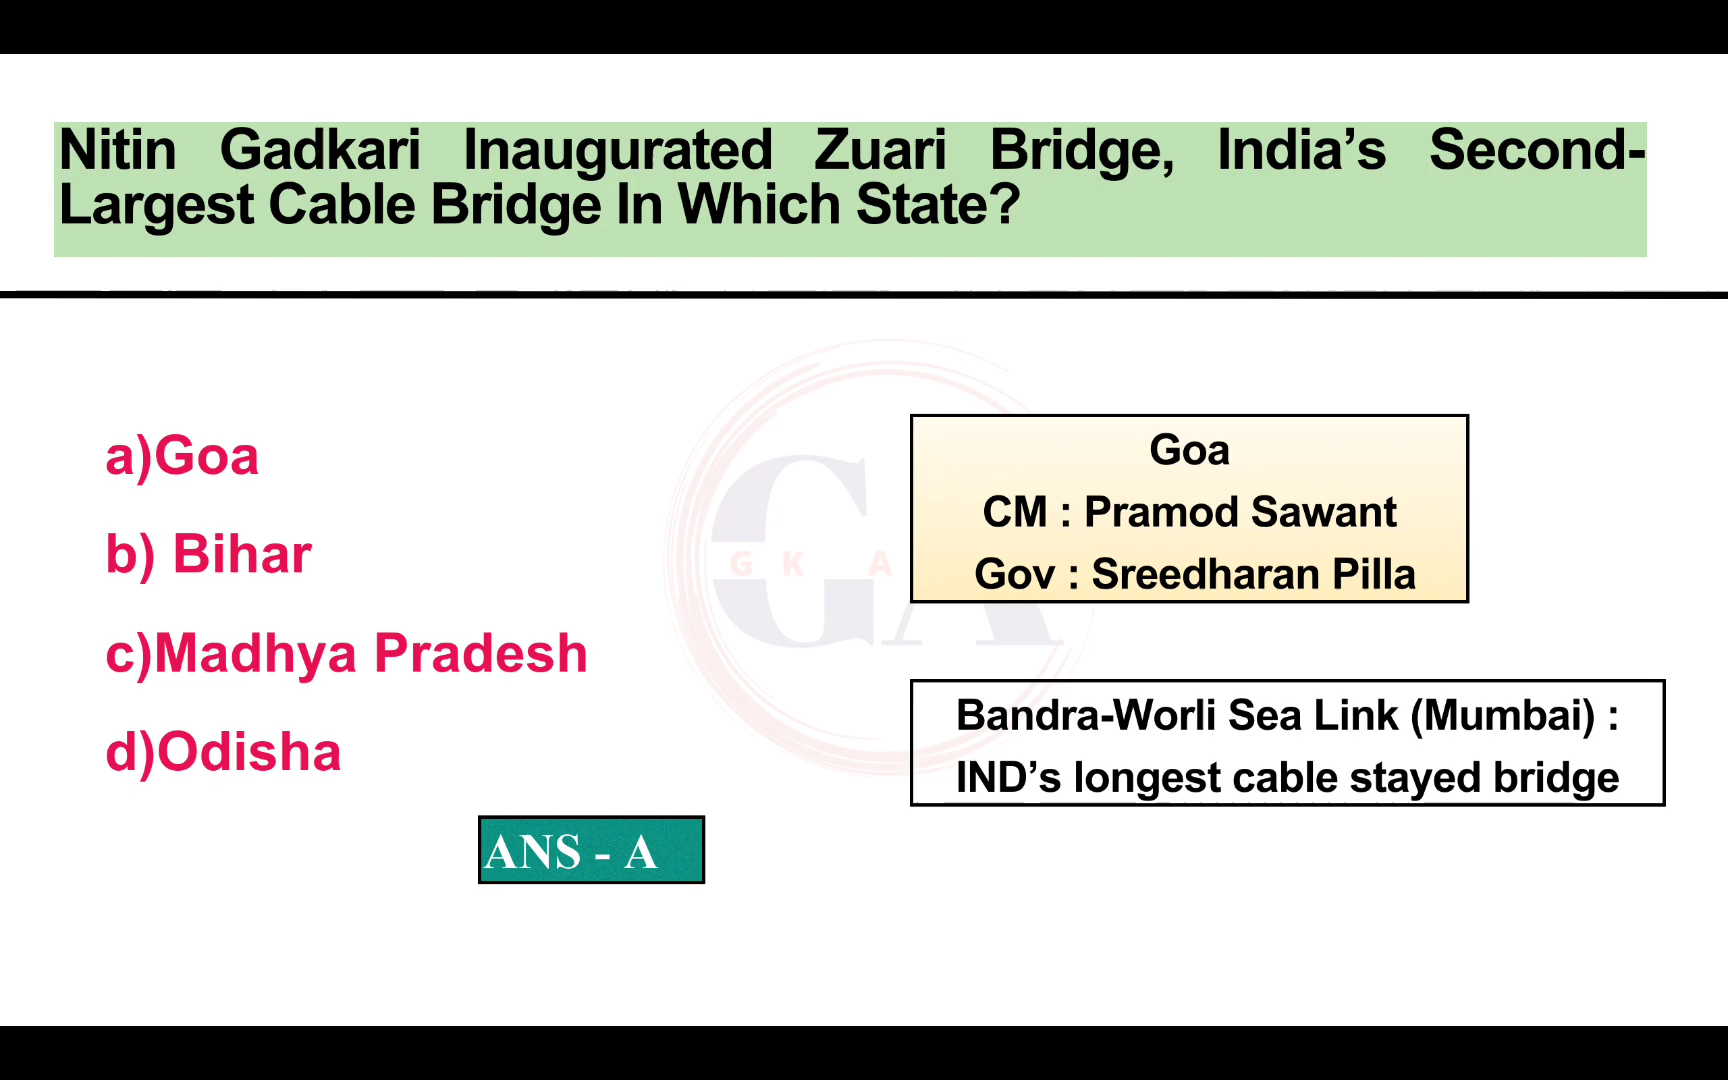 Nitin Gadkari Inaugurated Zuari Bridge, India’s Second-
Largest Cable Bridge In Which State?
a)Goa
b) Bihar
c)Madhya Pradesh
d)Odisha
ANS - A
Goa
CM : Pramod Sawant
Gov : Sreedharan Pilla
Bandra-Worli Sea Link (Mumbai) :
IND’s longest cable stayed bridge
GA
G K A